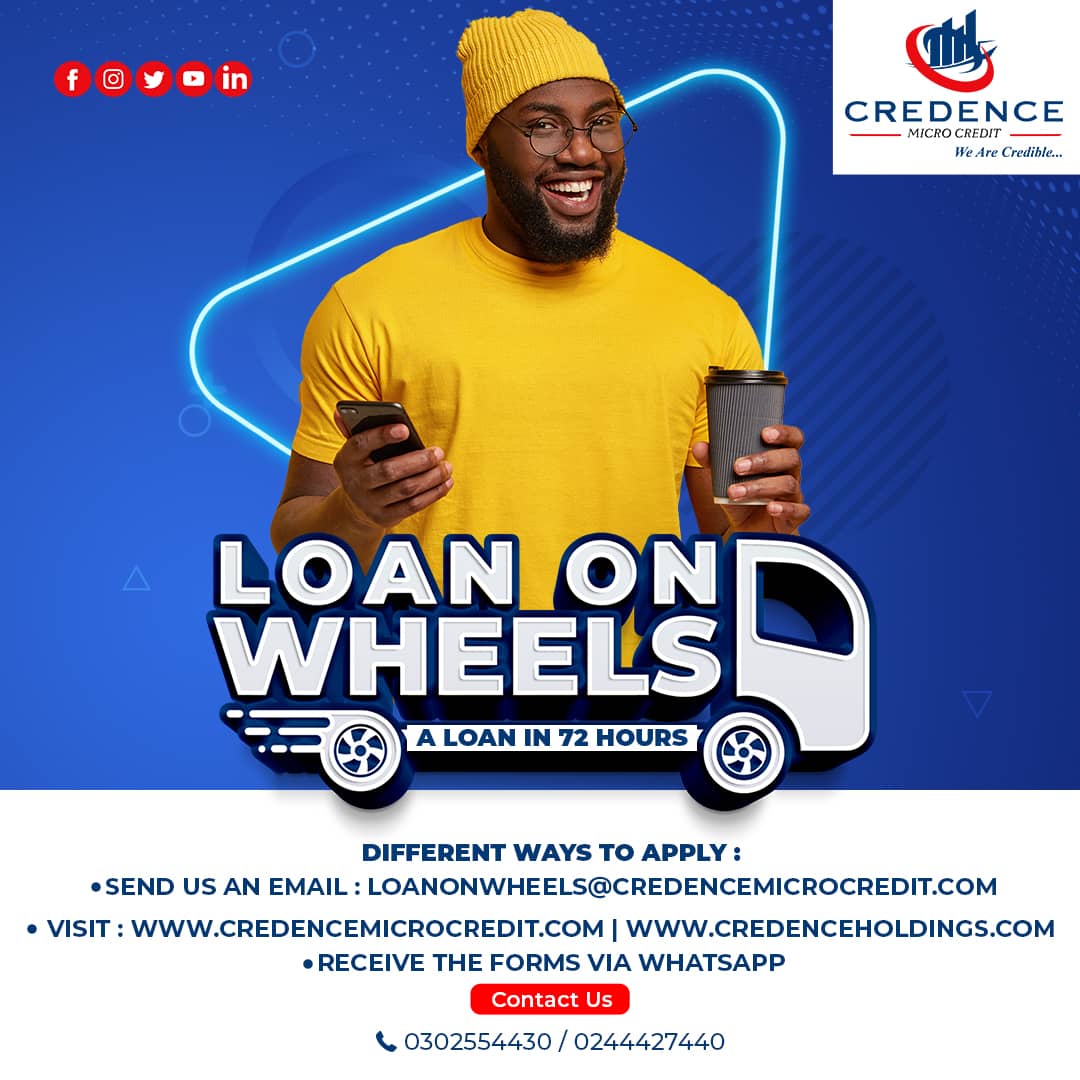 CREDENCE
MICRO CREDIT
We Are Credible...
LOAN ON
WHEELS
A LOAN IN 72 HOURS
DIFFERENT WAYS TO APPLY :
•SEND US AN EMAIL : LOANONWHEELS@CREDENCEMICROCREDIT.COM
• VISIT : WWW.CREDENCEMICROCREDIT.COM | WWW.CREDENCEHOLDINGS.COM
•RECEIVE THE FORMS VIA WHATSAPP
Contact Us
0302554430 / 0244427440